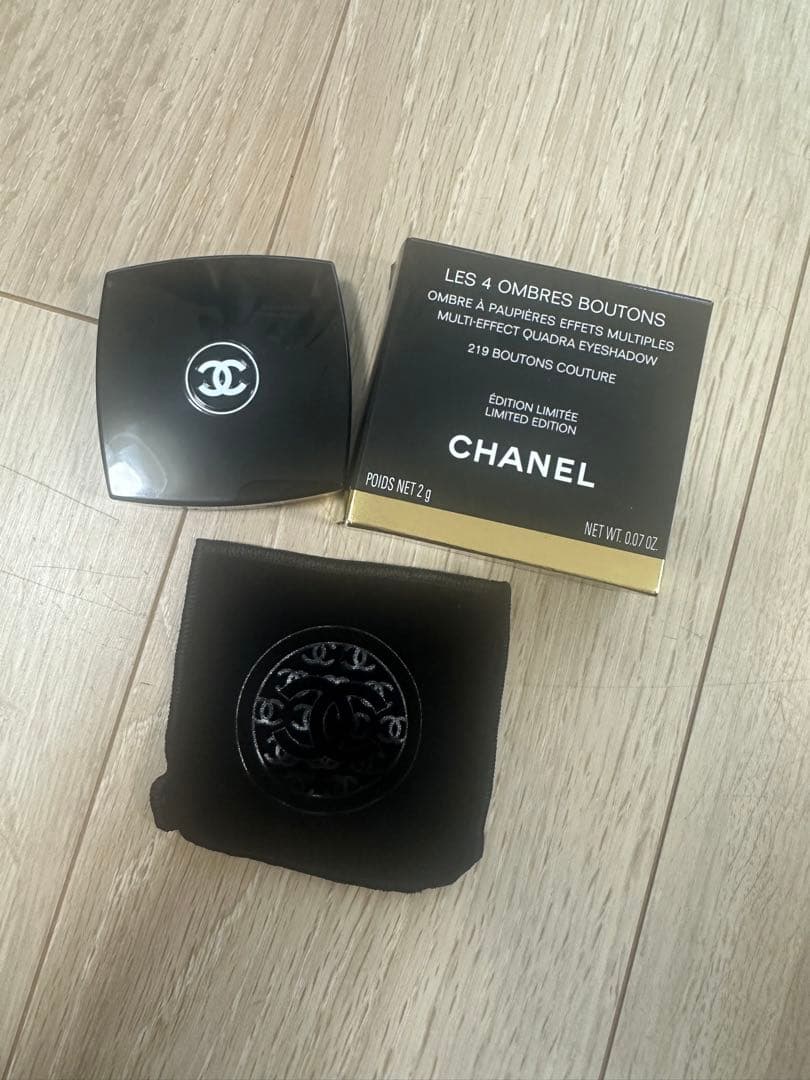 LES 4 OMBRES BOUTONS
OMBRE À PAUPIÈRES EFFETS MULTIPLES
MULTI-EFFECT QUADRA EYESHADOW
219 BOUTONS COUTURE
ÉDITION LIMITÉE
LIMITED EDITION
CHANEL
POIDS NET 2 g
NET WT. 0.07 OZ.